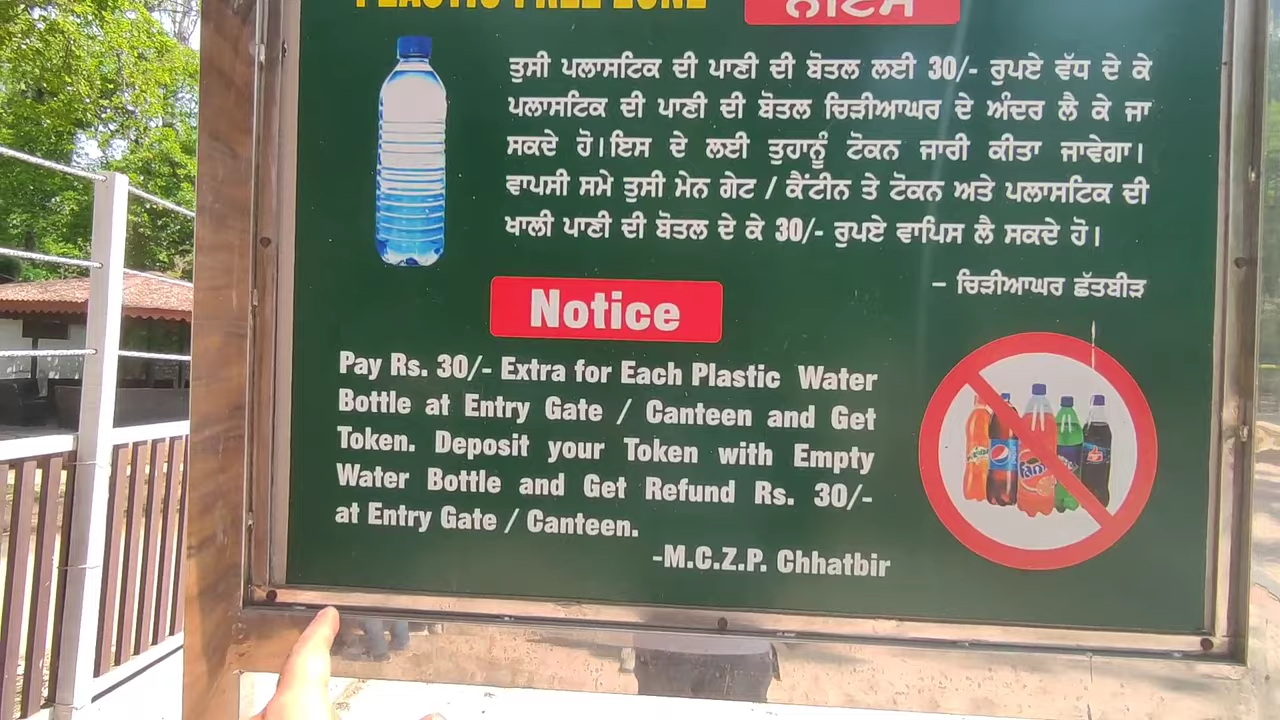 PLASTIC FREE ZONE
ਨੋਟਿਸ
ਤੁਸੀ ਪਲਾਸਟਿਕ ਦੀ ਪਾਣੀ ਦੀ ਬੋਤਲ ਲਈ 30/- ਰੁਪਏ ਵੱਧ ਦੇ ਕੇ
ਪਲਾਸਟਿਕ ਦੀ ਪਾਣੀ ਦੀ ਬੋਤਲ ਚਿੜੀਆਘਰ ਦੇ ਅੰਦਰ ਲੈ ਕੇ ਜਾ
ਸਕਦੇ ਹੋ।ਇਸ ਦੇ ਲਈ ਤੁਹਾਨੂੰ ਟੋਕਨ ਜਾਰੀ ਕੀਤਾ ਜਾਵੇਗਾ।
ਵਾਪਸੀ ਸਮੇ ਤੁਸੀ ਮੇਨ ਗੇਟ / ਕੈਂਟੀਨ ਤੇ ਟੋਕਨ ਅਤੇ ਪਲਾਸਟਿਕ ਦੀ
ਖਾਲੀ ਪਾਣੀ ਦੀ ਬੋਤਲ ਦੇ ਕੇ 30/- ਰੁਪਏ ਵਾਪਿਸ ਲੈ ਸਕਦੇ ਹੋ।
– ਚਿੜੀਆਘਰ ਛੱਤਬੀੜ
Notice
Pay Rs. 30/- Extra for Each Plastic Water
Bottle at Entry Gate / Canteen and Get
Token. Deposit your Token with Empty
Water Bottle and Get Refund Rs. 30/-
at Entry Gate / Canteen.
-M.C.Z.P. Chhatbir